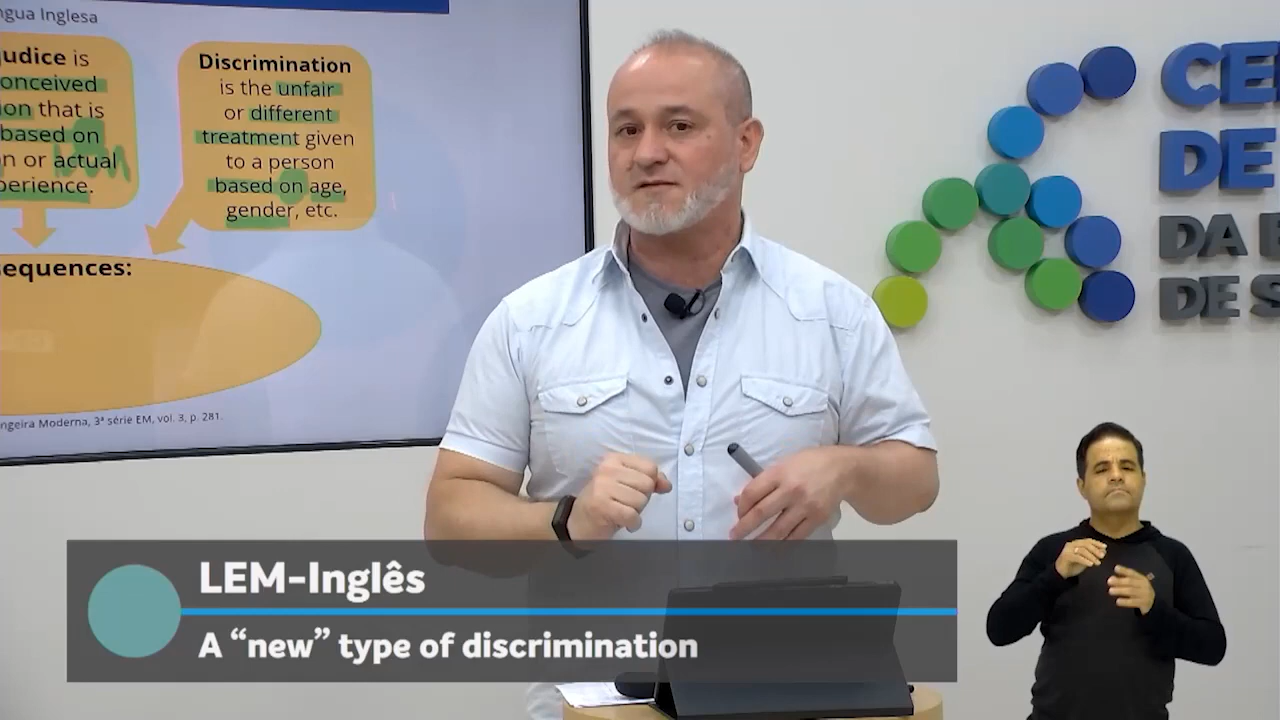 ngua Inglesa
udice is
onceived
ion that is
based on
n or actual
perience.
Discrimination
is the unfair
or different
treatment given
to a person
based on age,
gender, etc.
sequences:
ngeira Moderna, 3ª série EM, vol. 3, p. 281.
CE
DE
DA E
DE S
LEM-Inglês
A “new” type of discrimination